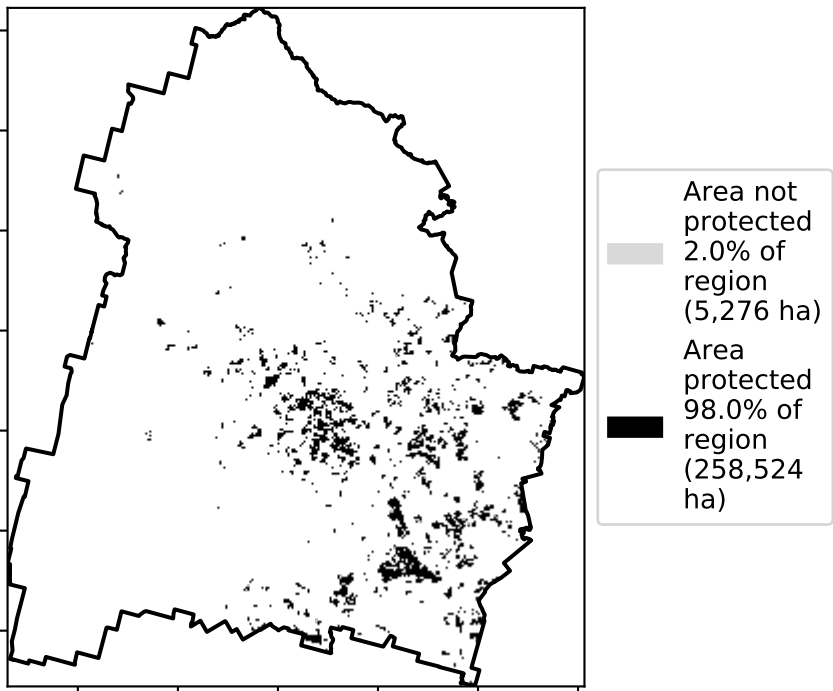 Area not
protected
2.0% of
region
(5,276 ha)
Area
protected
98.0% of
region
(258,524
ha)